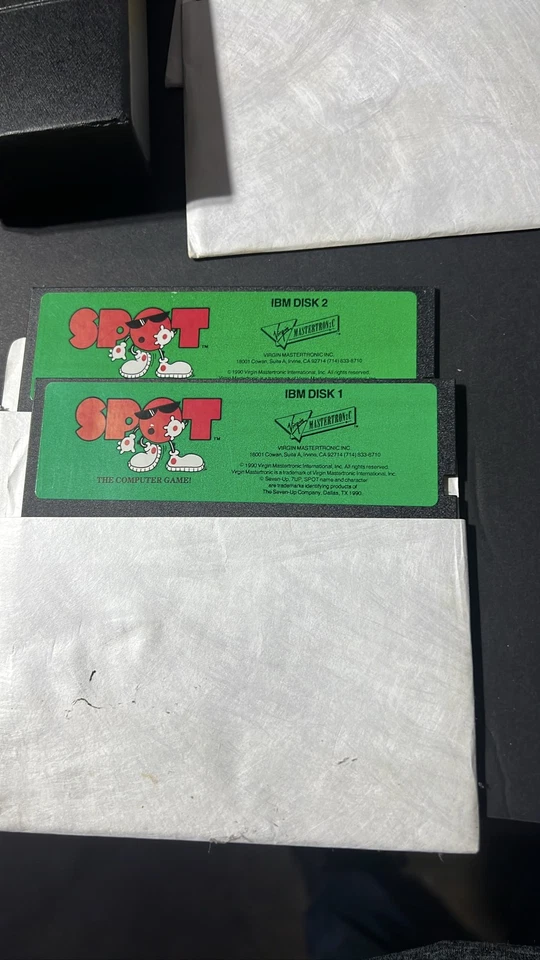 SPOT
TM
IBM DISK 2
Virgin MASTERTRONIC
VIRGIN MASTERTRONIC INC.
18001 Cowan, Suite A, Irvine, CA 92714 (714) 833-8710
© 1990 Virgin Mastertronic International, Inc. All rights reserved.
SPOT
TM
THE COMPUTER GAME!
IBM DISK 1
Virgin MASTERTRONIC
VIRGIN MASTERTRONIC INC.
18001 Cowan, Suite A, Irvine, CA 92714 (714) 833-8710
© 1990 Virgin Mastertronic International, Inc. All rights reserved.
Virgin Mastertronic is a trademark of Virgin Mastertronic International, Inc.
© Seven-Up, 7UP, SPOT name and character
are trademarks identifying products of
The Seven-Up Company, Dallas, TX 1990.